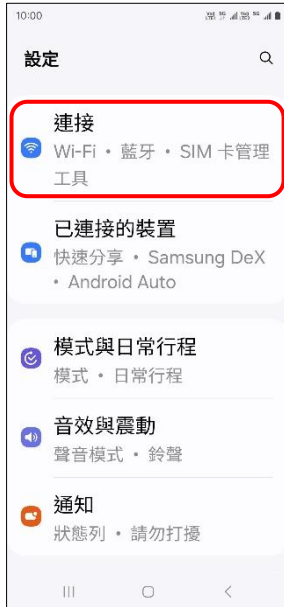 10:00
設定
連接
Wi-Fi • 藍牙 • SIM 卡管理
工具
已連接的裝置
快速分享 • Samsung DeX
• Android Auto
模式與日常行程
模式 • 日常行程
音效與震動
聲音模式 • 鈴聲
通知
狀態列 • 請勿打擾